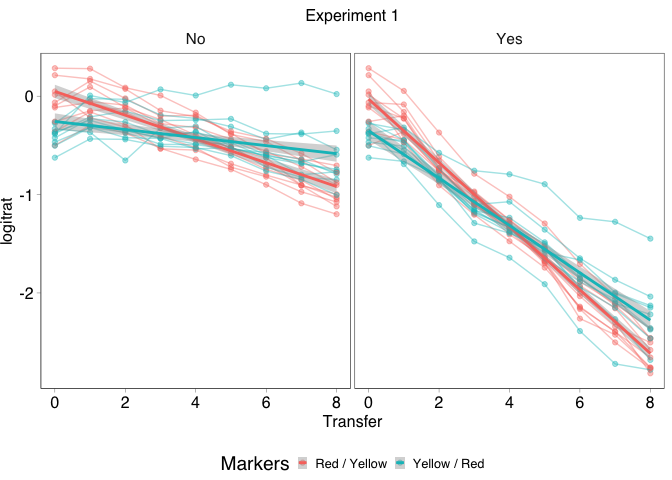 Experiment 1
No Yes
0
-1
-2
logitrat
0 2 4 6 8 0 2 4 6 8
Transfer
Markers Red / Yellow Yellow / Red